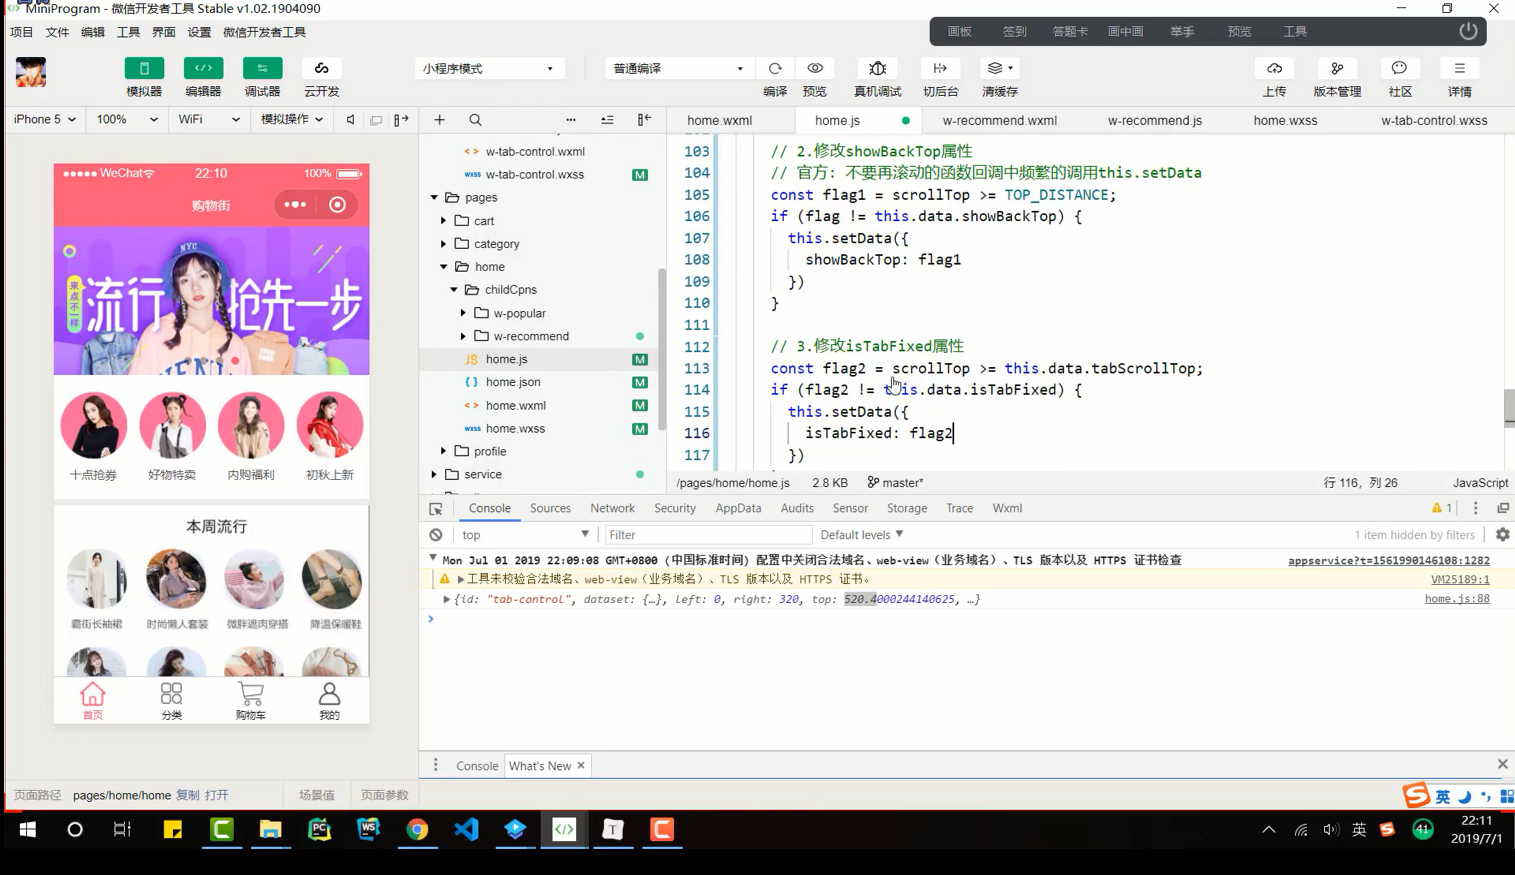 MiniProgram - 微信开发者工具 Stable v1.02.1904090
项目 文件 编辑 工具 界面 设置 微信开发者工具
画板 签到 答题卡 画中画 举手 预览 工具
小程序模式
普通编译
模拟器 编辑器 调试器 云开发
编译 预览 真机调试 切后台 清缓存
上传 版本管理 社区 详情
iPhone 5 100% WiFi 模拟操作
home.wxml home.js w-recommend.wxml w-recommend.js home.wxss w-tab-control.wxss
WeChat 22:10 100%
购物街
NYC
来点不一样
流行 抢先一步
十点抢券 好物特卖 内购福利 初秋上新
本周流行
霸街长袖裙 时尚懒人套装 微胖遮肉穿搭 降温保暖鞋
首页 分类 购物车 我的
页面路径 pages/home/home 复制 打开 场景值 页面参数
w-tab-control.wxml
wxss w-tab-control.wxss M
pages
cart
category
home
childCpns
w-popular
w-recommend
JS home.js M
{} home.json M
<> home.wxml M
wxss home.wxss M
profile
service
103 // 2.修改showBackTop属性
104 // 官方: 不要再滚动的函数回调中频繁的调用this.setData
105 const flag1 = scrollTop >= TOP_DISTANCE;
106 if (flag != this.data.showBackTop) {
107 this.setData({
108 showBackTop: flag1
109 })
110 }
111
112 // 3.修改isTabFixed属性
113 const flag2 = scrollTop >= this.data.tabScrollTop;
114 if (flag2 != this.data.isTabFixed) {
115 this.setData({
116 isTabFixed: flag2
117 })
/pages/home/home.js 2.8 KB master* 行 116，列 26 JavaScript
Console Sources Network Security AppData Audits Sensor Storage Trace Wxml 1
top Filter Default levels 1 item hidden by filters
Mon Jul 01 2019 22:09:08 GMT+0800 (中国标准时间) 配置中关闭合法域名、web-view（业务域名）、TLS 版本以及 HTTPS 证书检查 appservice?t=1561990146108:1282
工具未校验合法域名、web-view（业务域名）、TLS 版本以及 HTTPS 证书。 VM25189:1
{id: "tab-control", dataset: {…}, left: 0, right: 320, top: 520.4000244140625, …} home.js:88
Console What's New
英
PC WS T 英 41
22:11
2019/7/1